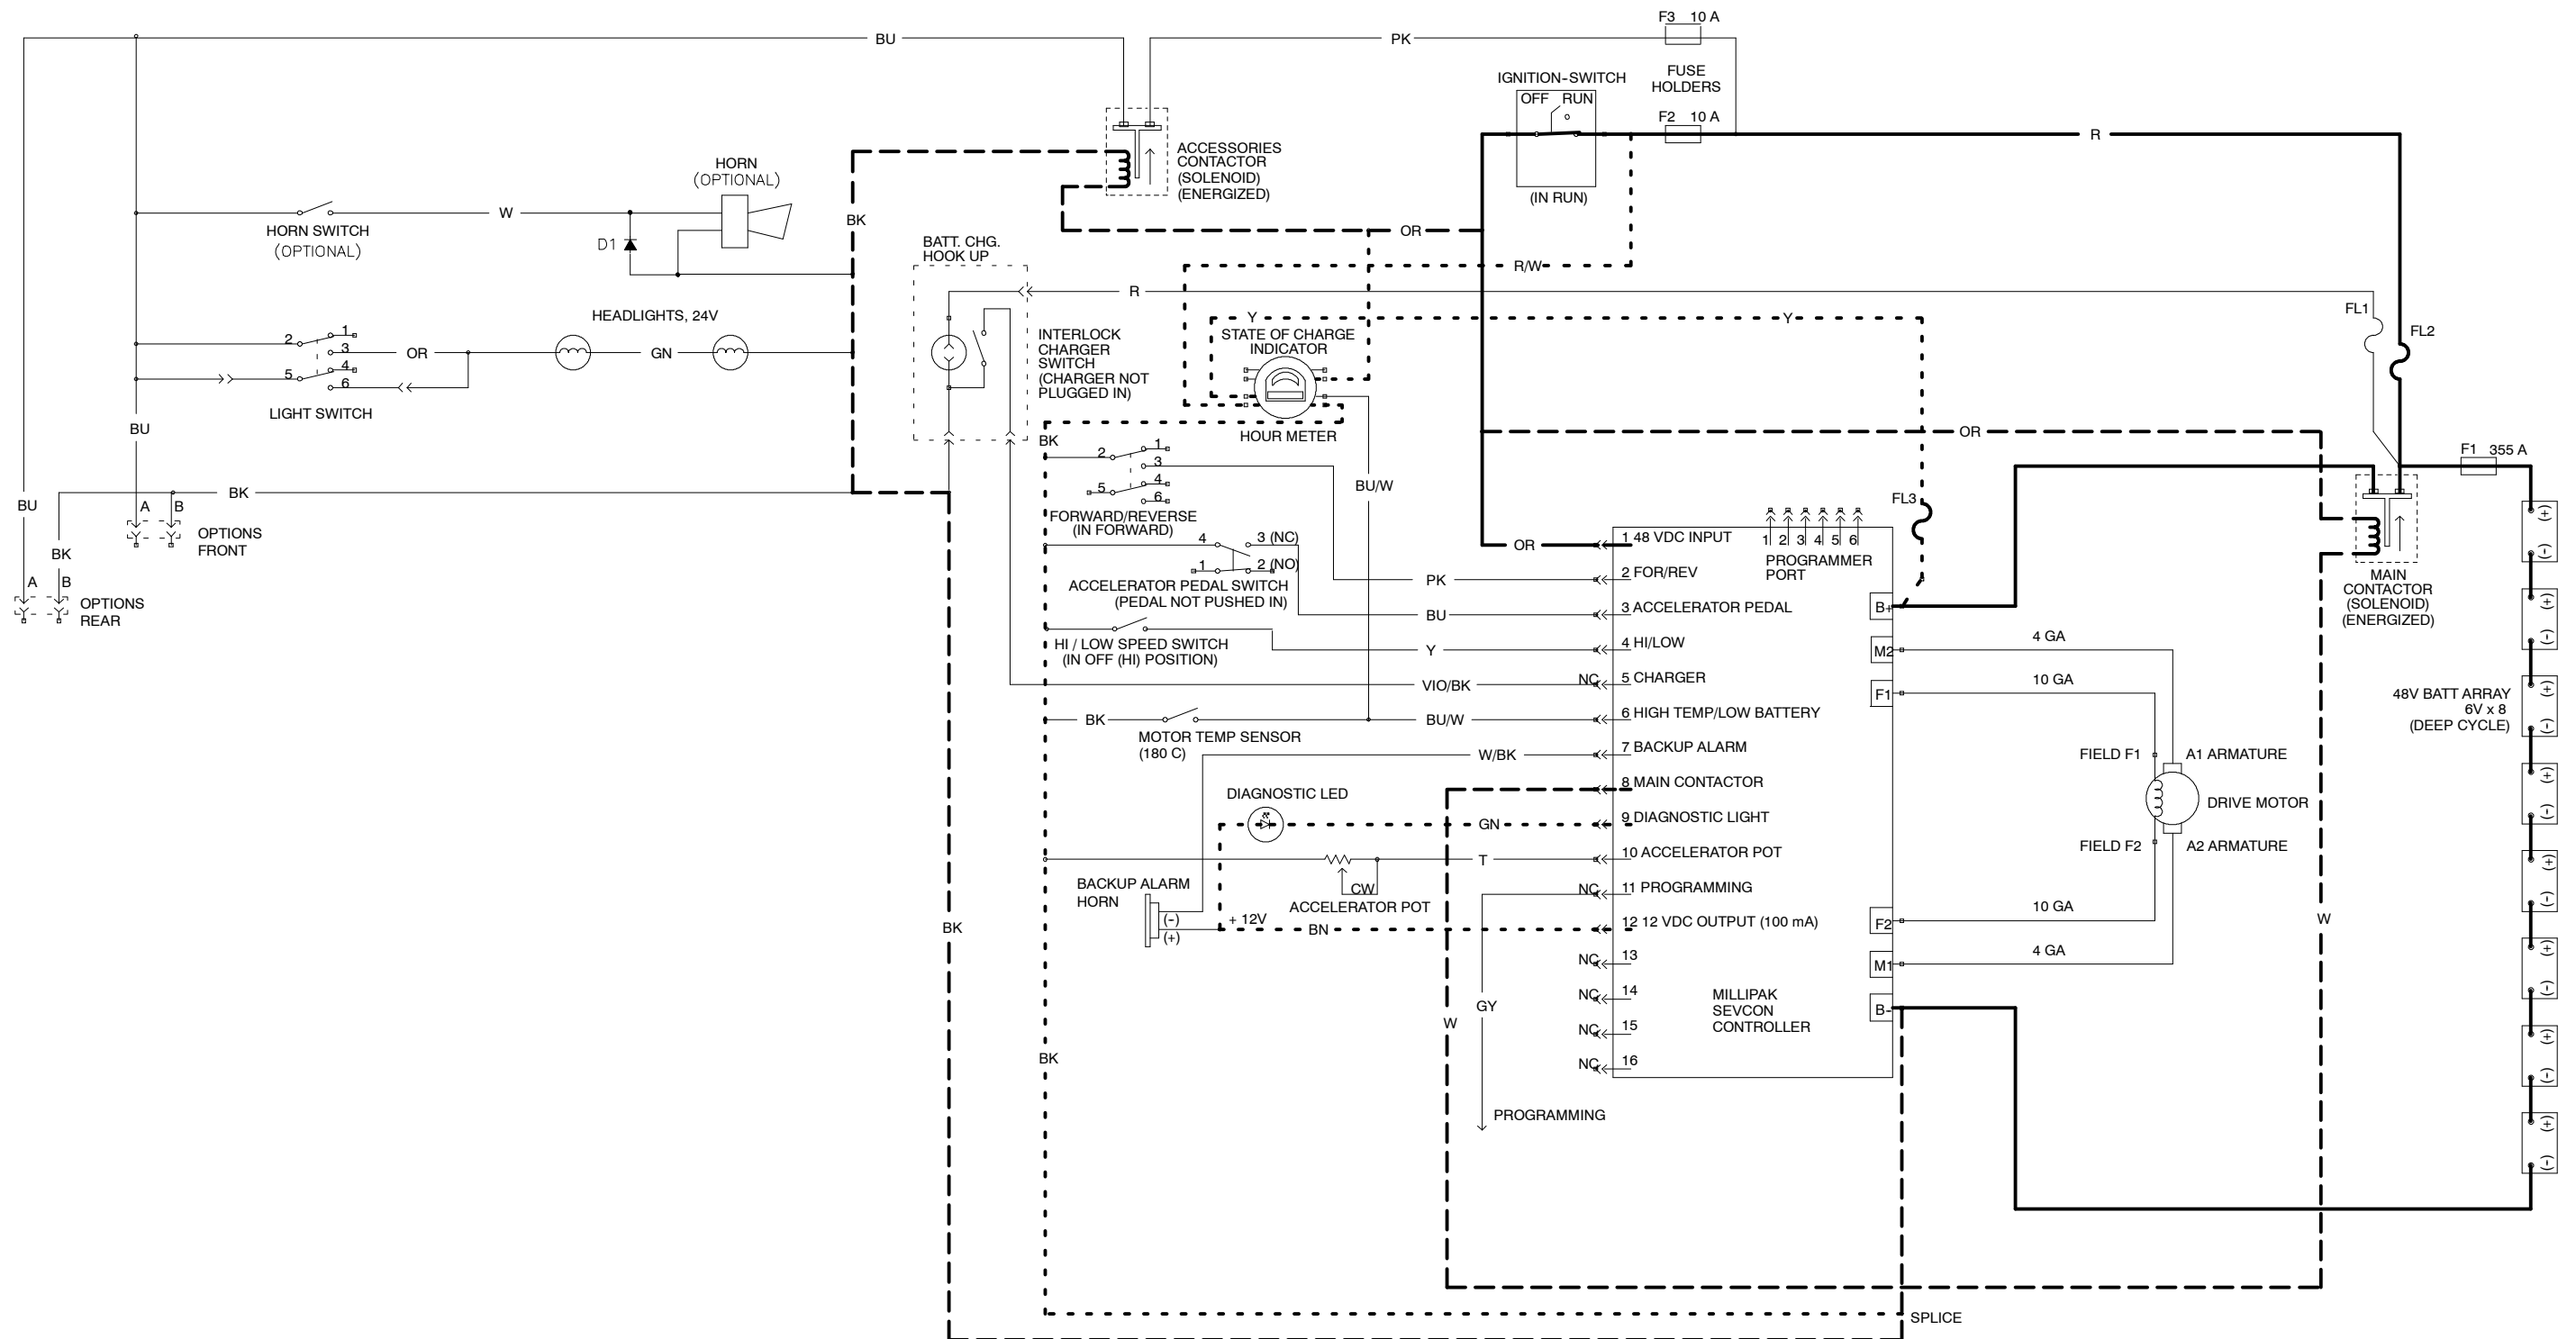 F3 10 A
BU
PK
FUSE
HOLDERS
IGNITION-SWITCH
OFF RUN
F2 10 A
R
(IN RUN)
ACCESSORIES
CONTACTOR
(SOLENOID)
(ENERGIZED)
HORN
(OPTIONAL)
W
HORN SWITCH
(OPTIONAL)
D1
BK
OR
R/W
BATT. CHG.
HOOK UP
R
Y
Y
FL1
FL2
HEADLIGHTS, 24V
2 1
3
OR
GN
5 4
6
LIGHT SWITCH
INTERLOCK
CHARGER
SWITCH
(CHARGER NOT
PLUGGED IN)
STATE OF CHARGE
INDICATOR
HOUR METER
BU
BK
OR
F1 355 A
2 1
3
5 4
6
FORWARD/REVERSE
(IN FORWARD)
BU/W
BU
BK
A B
OPTIONS
FRONT
BK
A B
OPTIONS
REAR
4 3 (NC)
1 2 (NO)
ACCELERATOR PEDAL SWITCH
(PEDAL NOT PUSHED IN)
HI / LOW SPEED SWITCH
(IN OFF (HI) POSITION)
OR
1 48 VDC INPUT
PK
2 FOR/REV
BU
3 ACCELERATOR PEDAL
Y
4 HI/LOW
VIO/BK
NC
5 CHARGER
BK
BU/W
6 HIGH TEMP/LOW BATTERY
MOTOR TEMP SENSOR
(180 C)
W/BK
7 BACKUP ALARM
8 MAIN CONTACTOR
DIAGNOSTIC LED
GN
9 DIAGNOSTIC LIGHT
T
10 ACCELERATOR POT
CW
ACCELERATOR POT
BACKUP ALARM
HORN
(-)
(+)
+ 12V
NC
11 PROGRAMMING
BN
12 12 VDC OUTPUT (100 mA)
NC 13
NC 14
NC 15
NC 16
MILLIPAK
SEVCON
CONTROLLER
1 2 3 4 5 6
PROGRAMMER
PORT
FL3
B+
M2
F1
F2
M1
B-
4 GA
10 GA
FIELD F1
A1 ARMATURE
DRIVE MOTOR
FIELD F2
A2 ARMATURE
10 GA
4 GA
MAIN
CONTACTOR
(SOLENOID)
(ENERGIZED)
48V BATT ARRAY
6V x 8
(DEEP CYCLE)
(+)
(-)
(+)
(-)
(+)
(-)
(+)
(-)
(+)
(-)
(+)
(-)
(+)
(-)
(+)
(-)
W
BK
BK
W
GY
PROGRAMMING
SPLICE